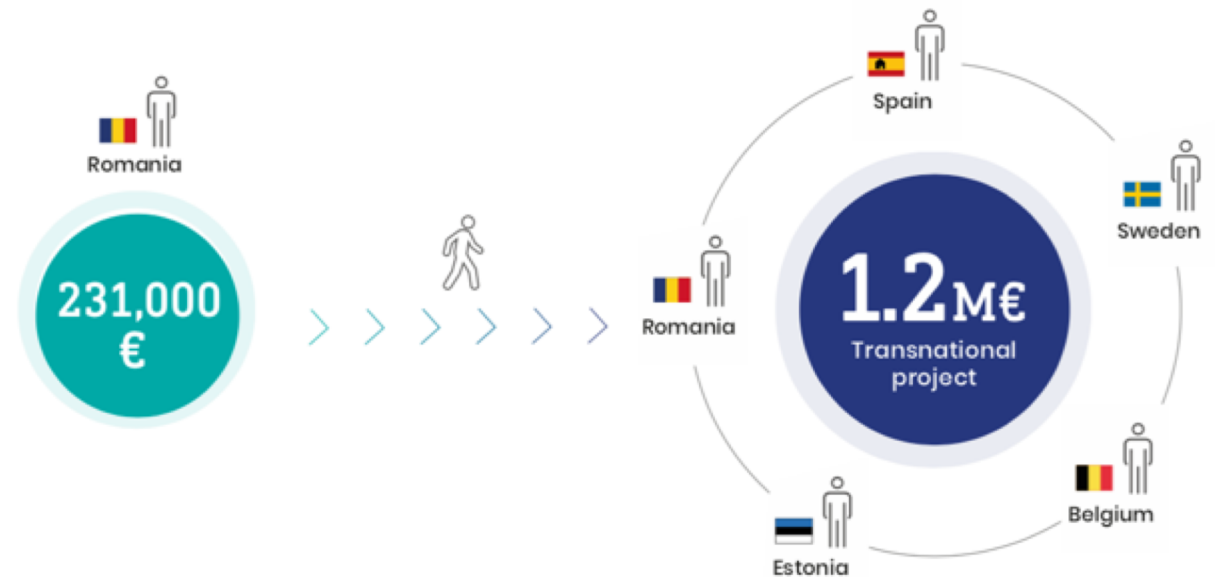 Romania
231,000
€
Spain
Sweden
Romania
1.2M€
Transnational
project
Belgium
Estonia